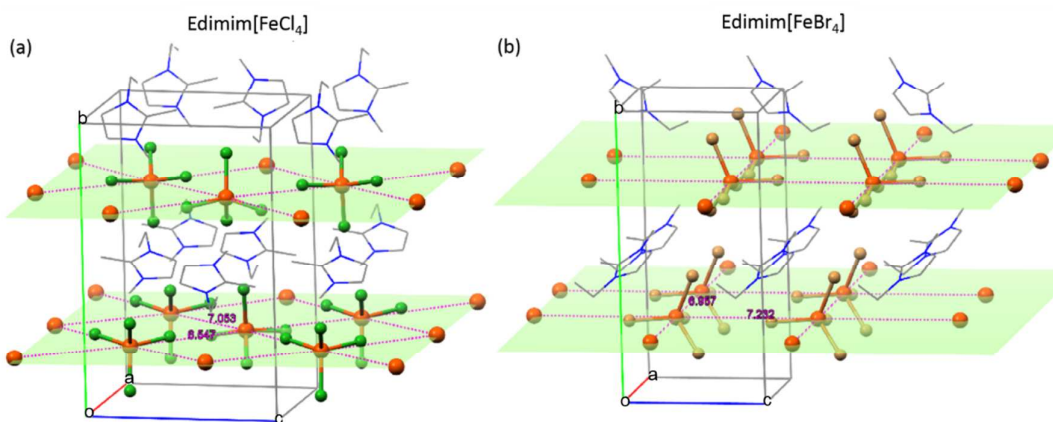 Edimim[FeCl₄]
Edimim[FeBr₄]
(a)
(b)
b
7.053
6.547
a
o
c
b
6.957
7.232
a
o
c